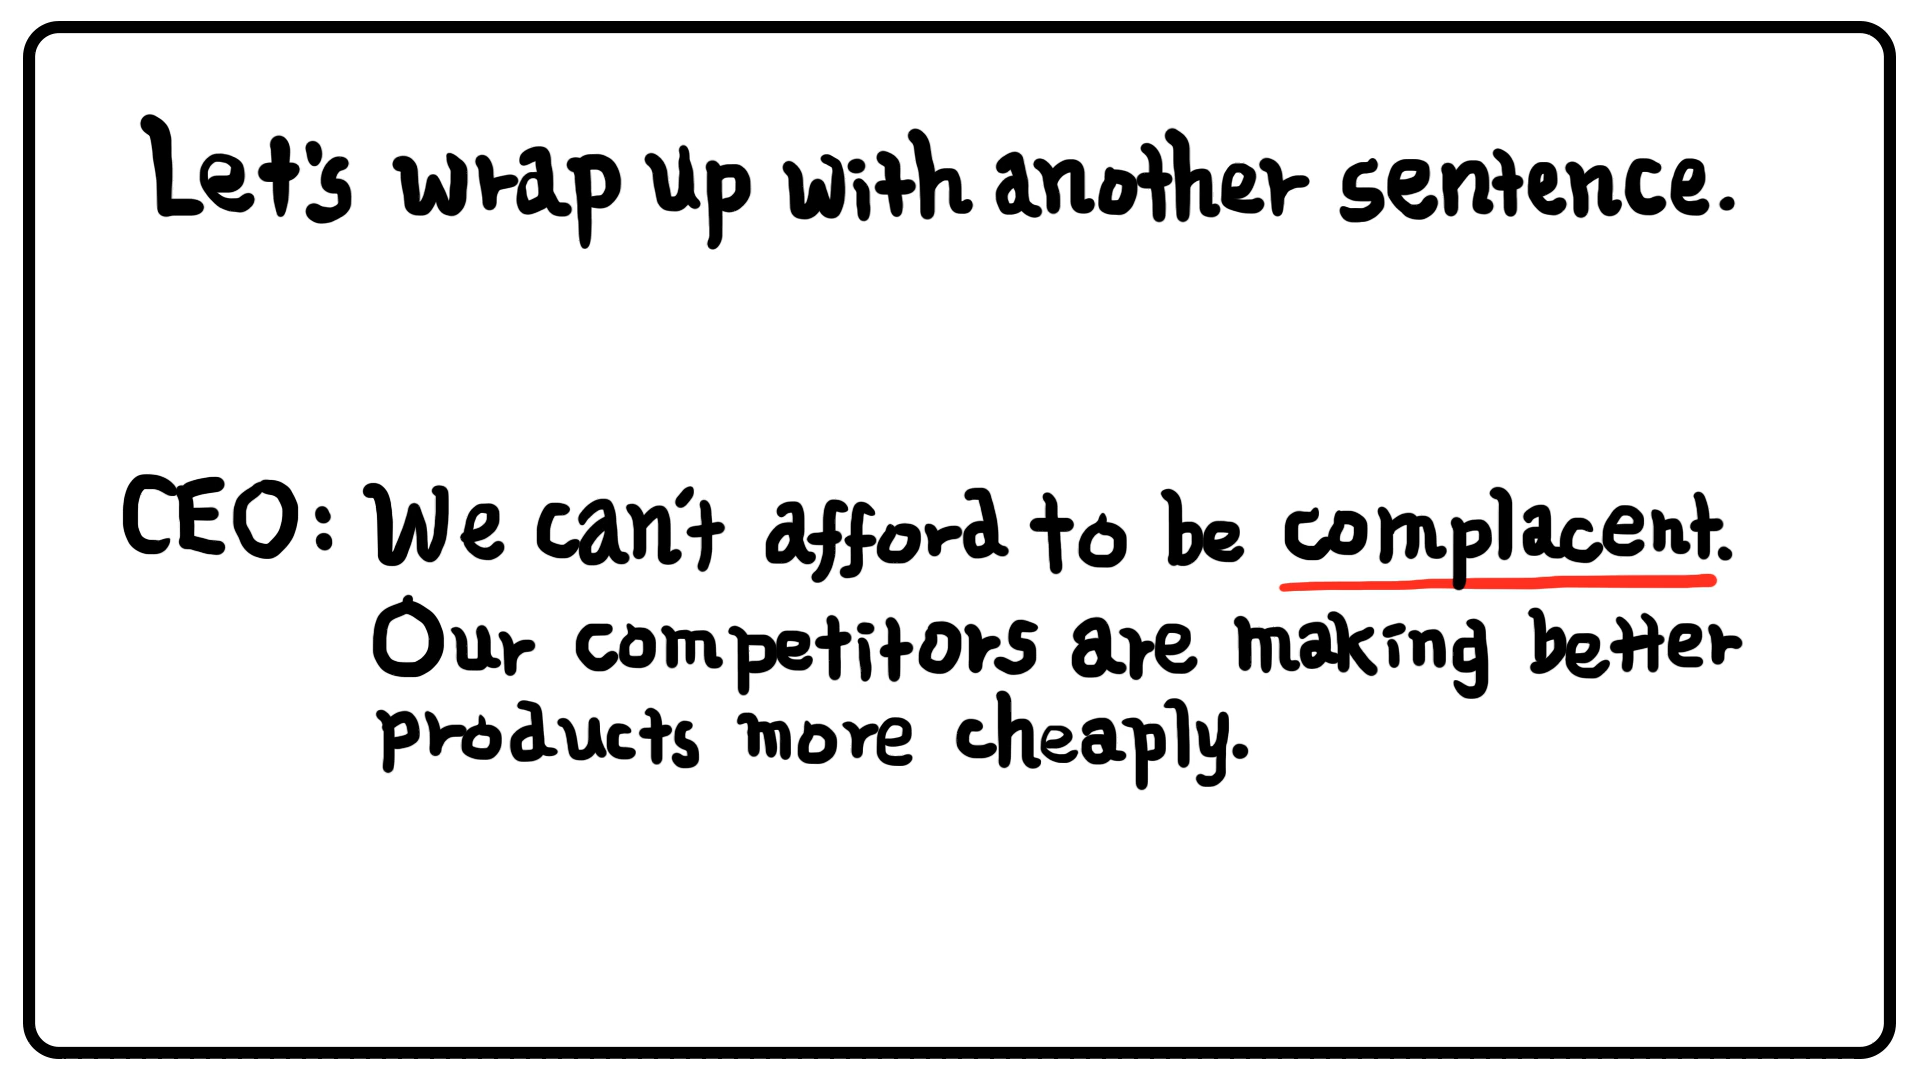 Let's wrap up with another sentence.
CEO: We can't afford to be complacent.
Our competitors are making better
products more cheaply.